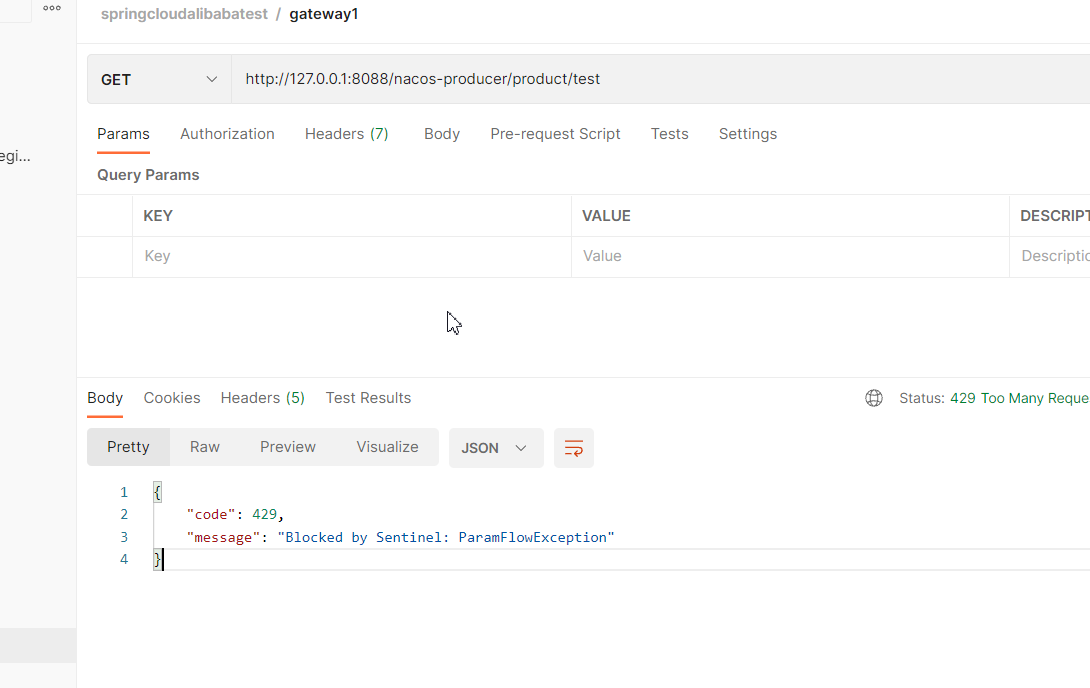 ooo
springcloudalibabatest / gateway1
GET http://127.0.0.1:8088/nacos-producer/product/test
Params Authorization Headers (7) Body Pre-request Script Tests Settings
egi...
Query Params
KEY VALUE DESCRIPT
Key Value Descriptic
Body Cookies Headers (5) Test Results Status: 429 Too Many Reque
Pretty Raw Preview Visualize JSON
1 {
2 "code": 429,
3 "message": "Blocked by Sentinel: ParamFlowException"
4 }